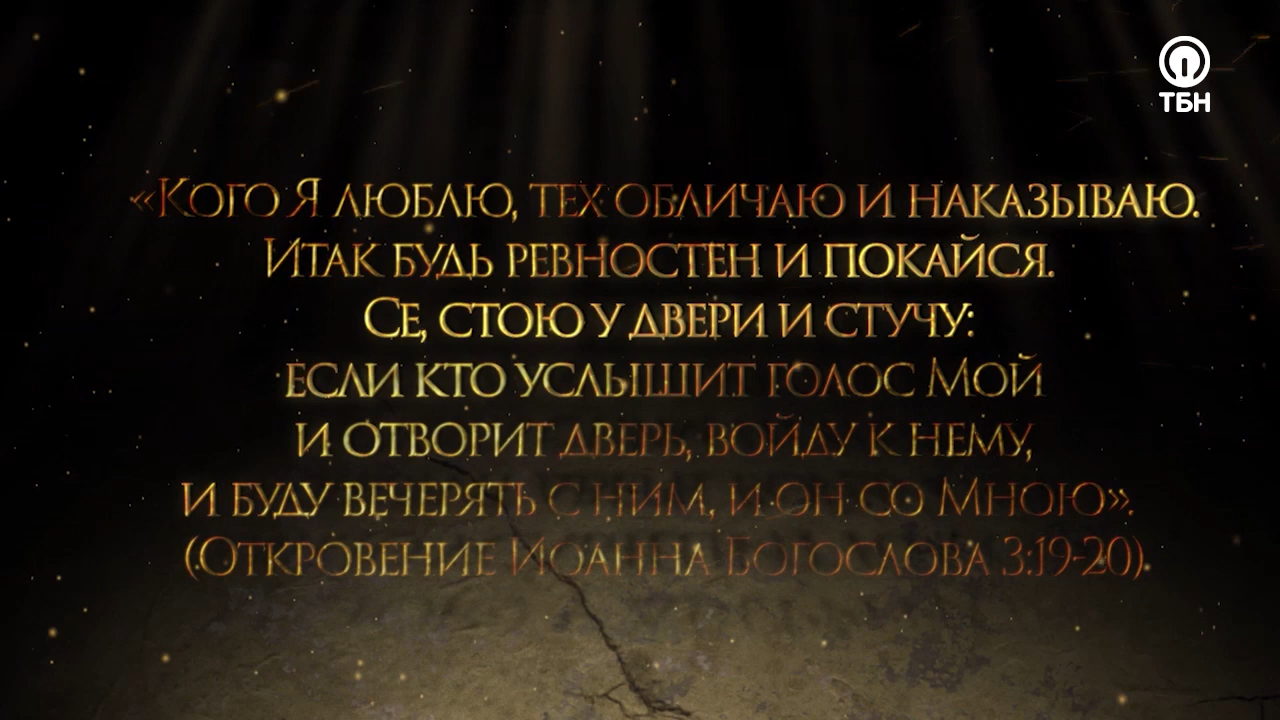 ТБН
«Кого Я люблю, тех обличаю и наказываю.
Итак будь ревностен и покайся.
Се, стою у двери и стучу:
если кто услышит голос Мой
и отворит дверь, войду к нему,
и буду вечерять с ним, и он со Мною».
(Откровение Иоанна Богослова 3:19-20)